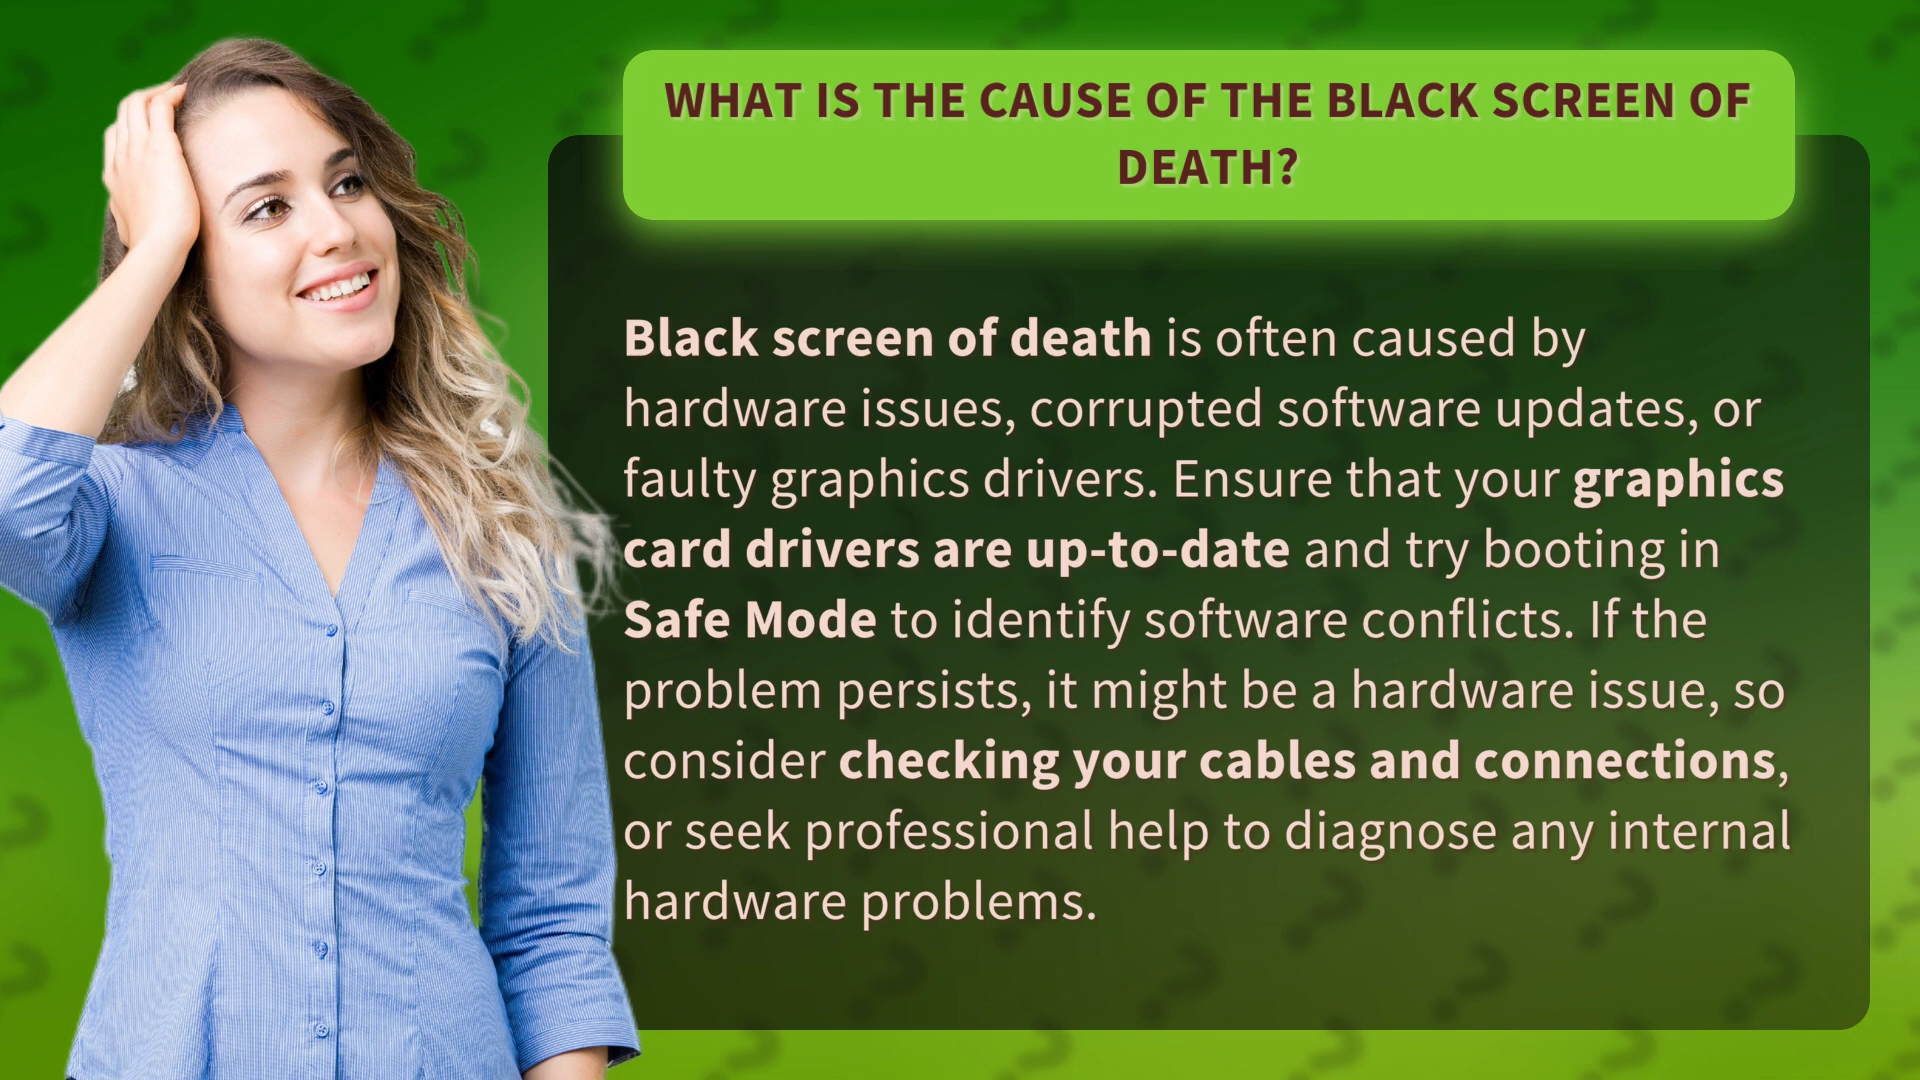 WHAT IS THE CAUSE OF THE BLACK SCREEN OF
DEATH?
Black screen of death is often caused by
hardware issues, corrupted software updates, or
faulty graphics drivers. Ensure that your graphics
card drivers are up-to-date and try booting in
Safe Mode to identify software conflicts. If the
problem persists, it might be a hardware issue, so
consider checking your cables and connections,
or seek professional help to diagnose any internal
hardware problems.